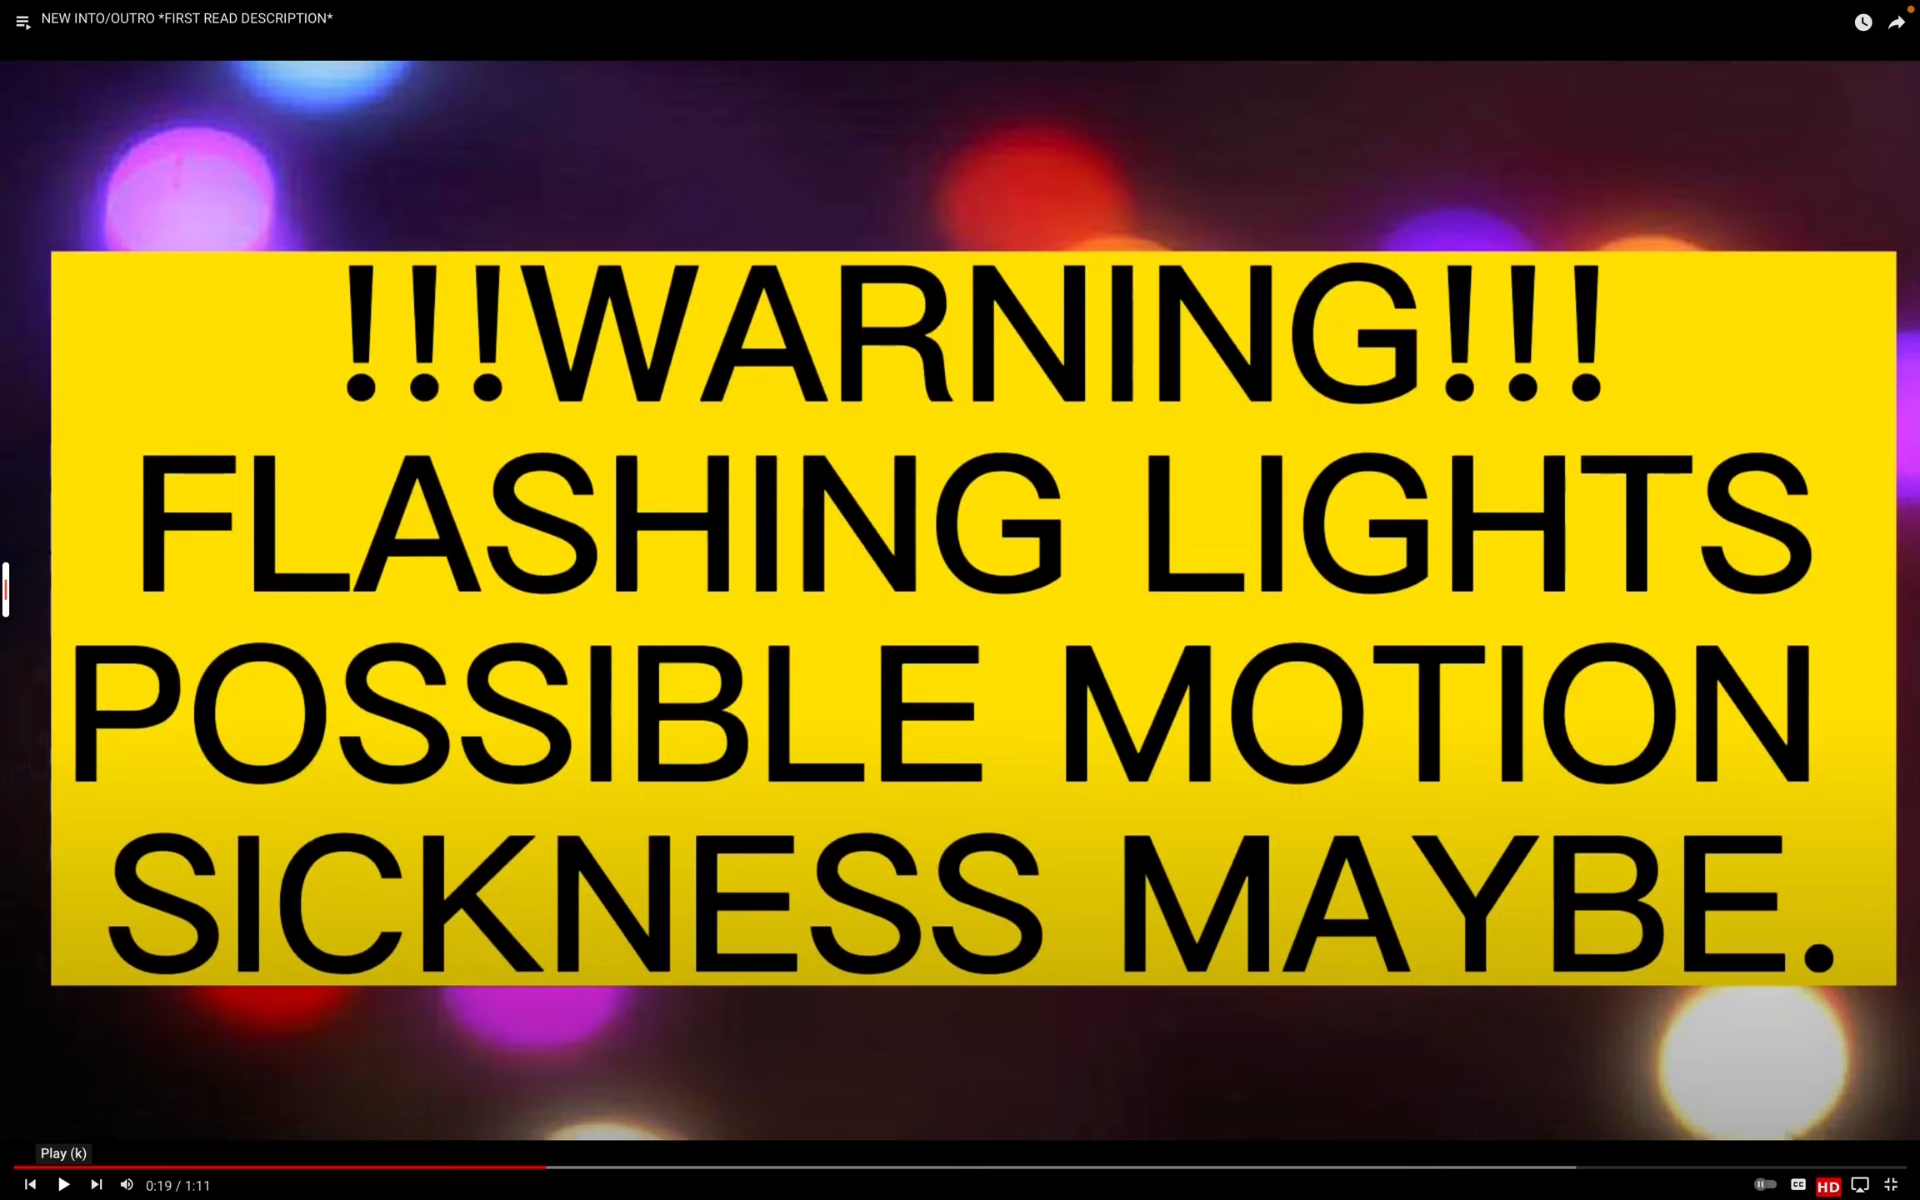 NEW INTO/OUTRO *FIRST READ DESCRIPTION*
!!!WARNING!!!
FLASHING LIGHTS
POSSIBLE MOTION
SICKNESS MAYBE.
Play (k)
0:19 / 1:11
CC
HD